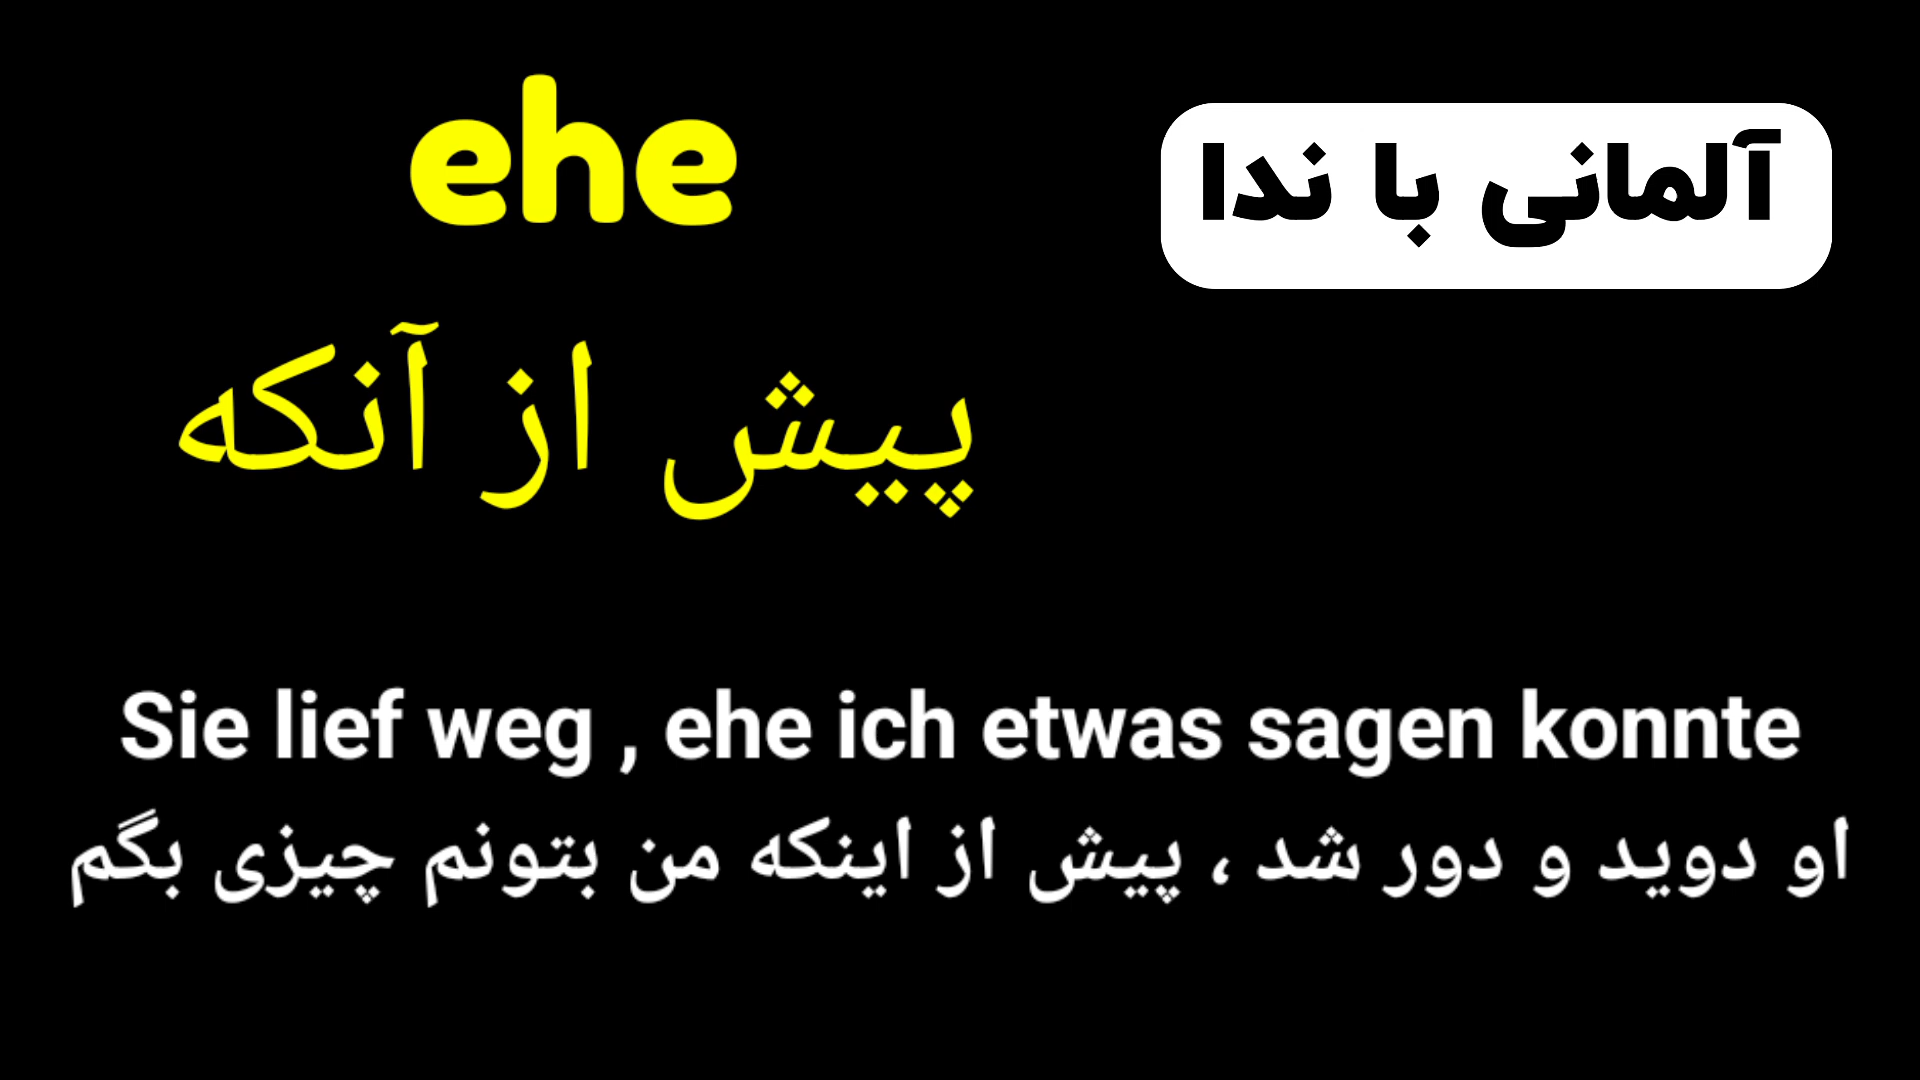 ehe
آلمانی با ندا
پیش از آنکه
Sie lief weg , ehe ich etwas sagen konnte
او دوید و دور شد ، پیش از اینکه من بتونم چیزی بگم